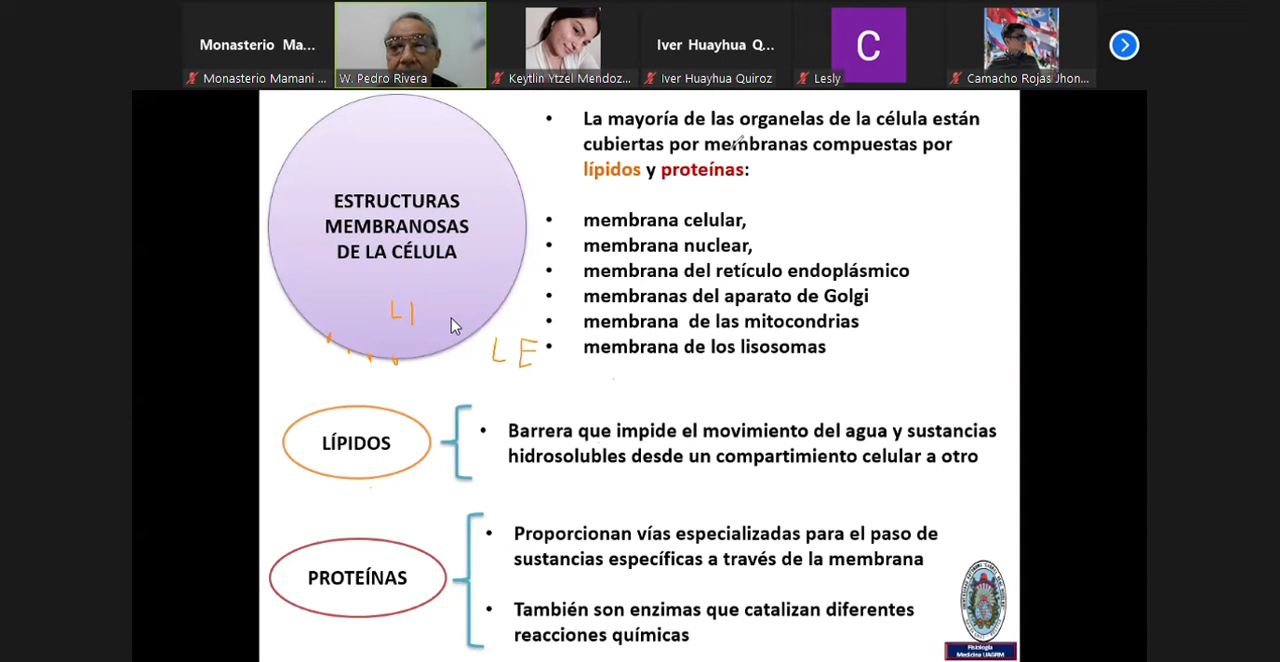 Monasterio Ma...
Iver Huayhua Q...
C
Monasterio Mamani ...
W. Pedro Rivera
Keytlin Ytzel Mendoz...
Iver Huayhua Quiroz
Lesly
Camacho Rojas Jhon...
ESTRUCTURAS
MEMBRANOSAS
DE LA CÉLULA
LI
LE
• La mayoría de las organelas de la célula están
cubiertas por membranas compuestas por
lípidos y proteínas:
• membrana celular,
• membrana nuclear,
• membrana del retículo endoplásmico
• membranas del aparato de Golgi
• membrana de las mitocondrias
• membrana de los lisosomas
LÍPIDOS
• Barrera que impide el movimiento del agua y sustancias
hidrosolubles desde un compartimiento celular a otro
PROTEÍNAS
• Proporcionan vías especializadas para el paso de
sustancias específicas a través de la membrana
• También son enzimas que catalizan diferentes
reacciones químicas
Fisiología
Medicina UAGRM